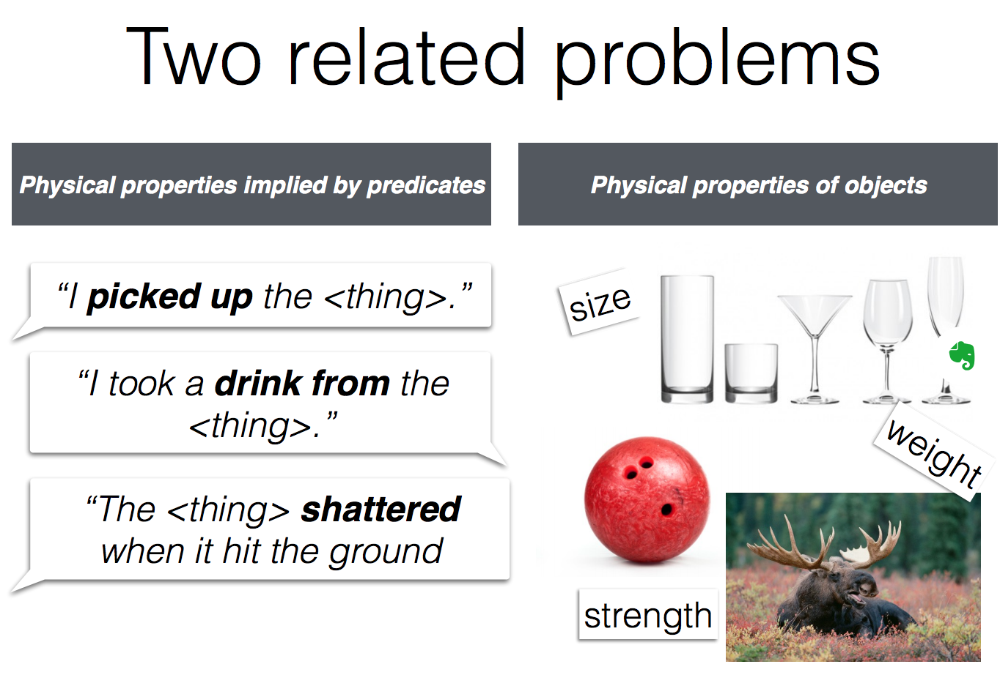 Two related problems
Physical properties implied by predicates
Physical properties of objects
“I picked up the <thing>.”
“I took a drink from the
<thing>.”
“The <thing> shattered
when it hit the ground
size
weight
strength